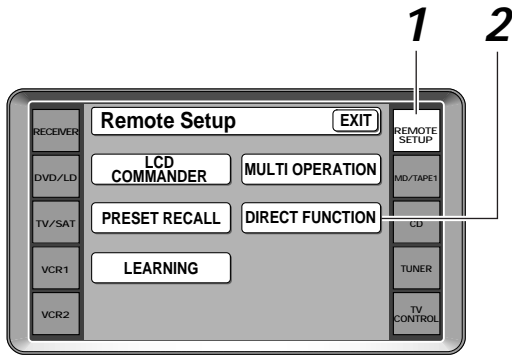 1 2
RECEIVER
DVD/LD
TV/SAT
VCR1
VCR2
Remote Setup
EXIT
LCD
COMMANDER
MULTI OPERATION
PRESET RECALL
DIRECT FUNCTION
LEARNING
REMOTE
SETUP
MD/TAPE1
CD
TUNER
TV
CONTROL